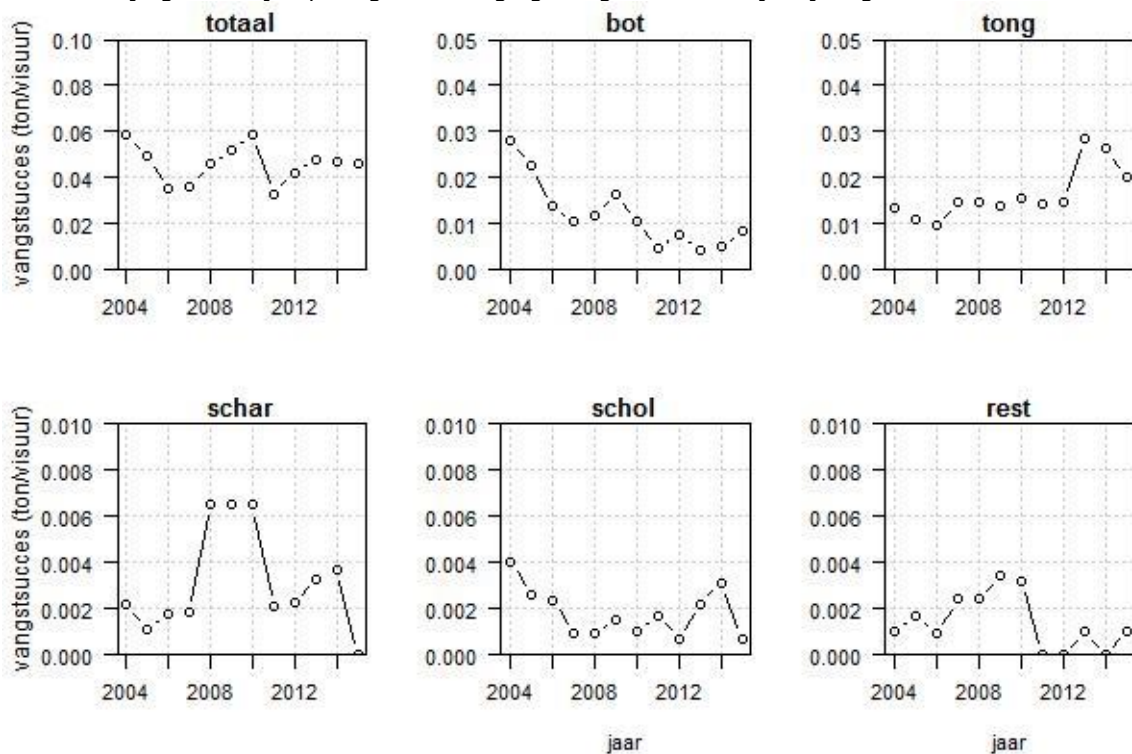 totaal bot tong
vangstsucces (ton/visuur)
0.10 0.05 0.05
0.08 0.04 0.04
0.06 0.03 0.03
0.04 0.02 0.02
0.02 0.01 0.01
0.00 0.00 0.00
2004 2008 2012 2004 2008 2012 2004 2008 2012
schar schol rest
vangstsucces (ton/visuur)
0.010 0.010 0.010
0.008 0.008 0.008
0.006 0.006 0.006
0.004 0.004 0.004
0.002 0.002 0.002
0.000 0.000 0.000
2004 2008 2012 2004 2008 2012 2004 2008 2012
jaar jaar